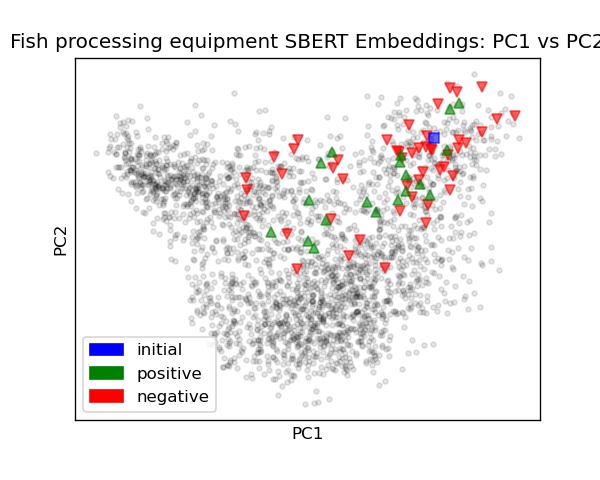 Fish processing equipment SBERT Embeddings: PC1 vs PC2
PC2
initial
positive
negative
PC1